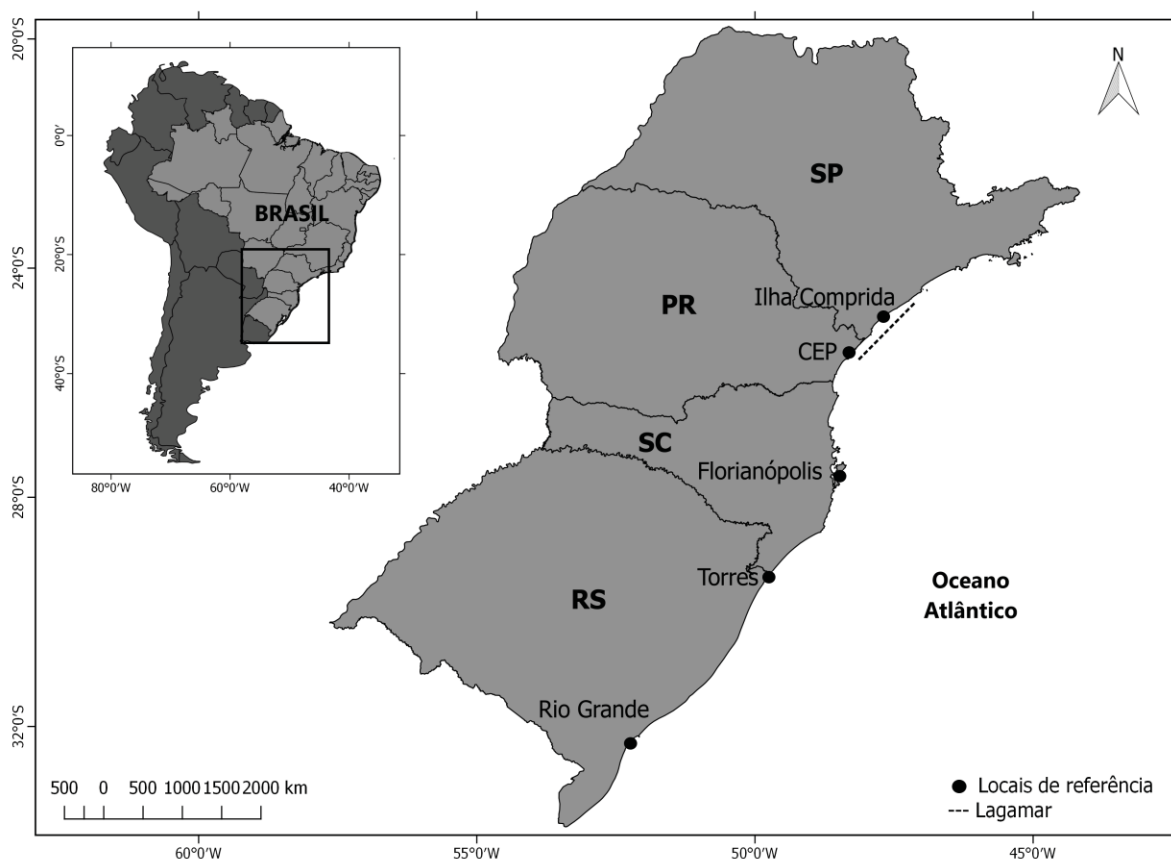 20°0'S
24°0'S
28°0'S
32°0'S
0°0'
20°0'S
40°0'S
80°0'W
60°0'W
40°0'W
BRASIL
N
SP
PR
SC
RS
Ilha Comprida
CEP
Florianópolis
Torres
Rio Grande
Oceano
Atlântico
500 0 500 1000 1500 2000 km
Locais de referência
Lagamar
60°0'W
55°0'W
50°0'W
45°0'W